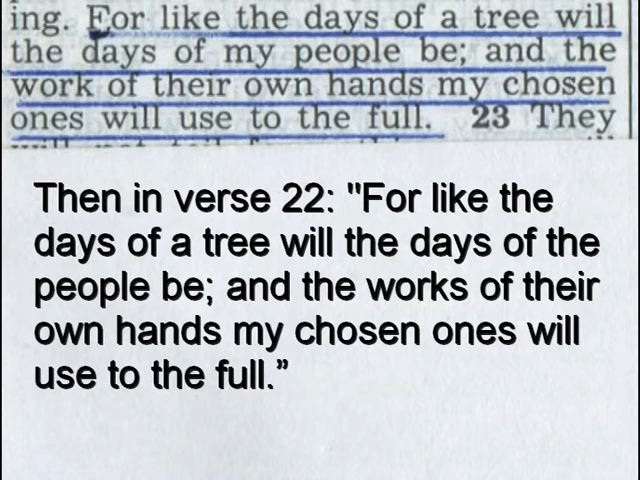 ing. For like the days of a tree will
the days of my people be; and the
work of their own hands my chosen
ones will use to the full. 23 They
Then in verse 22: "For like the
days of a tree will the days of the
people be; and the works of their
own hands my chosen ones will
use to the full.”